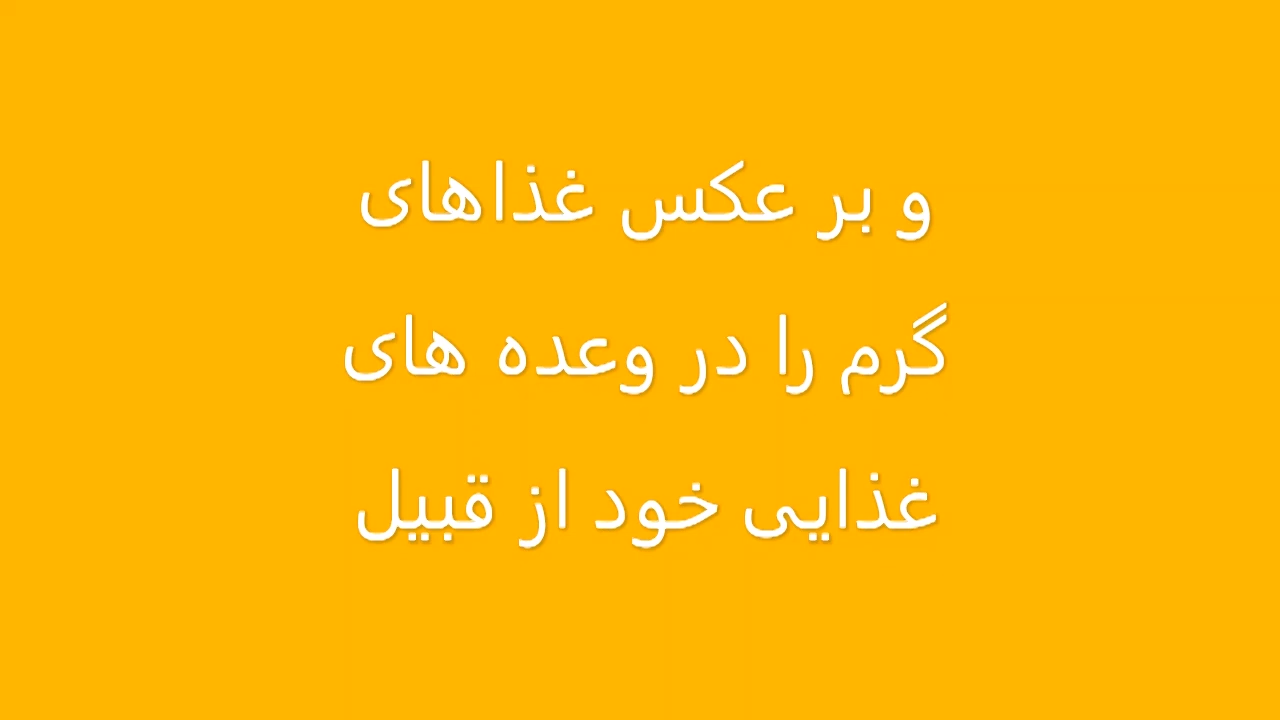 و بر عکس غذاهای
گرم را در وعده های
غذایی خود از قبیل